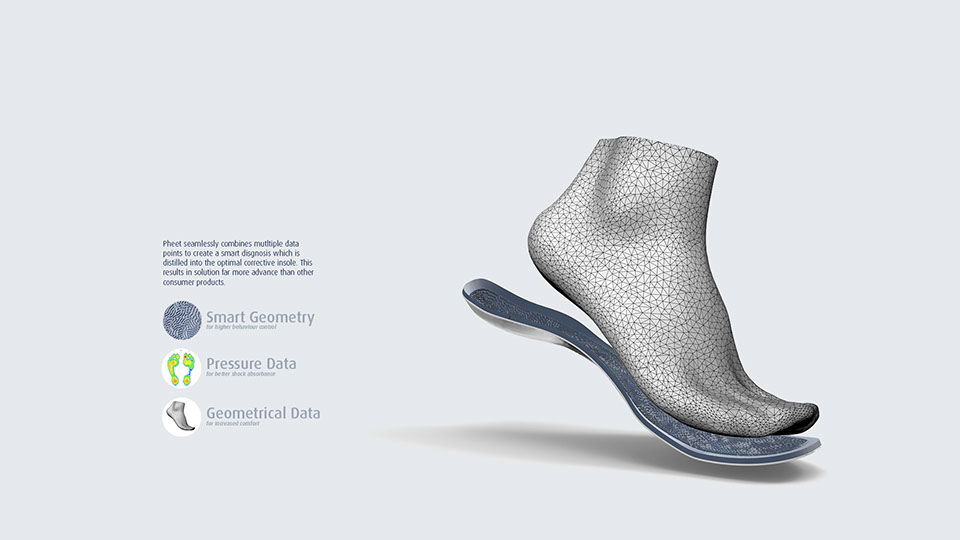 Pheet seamlessly combines mutltiple data
points to create a smart disgnosis which is
distilled into the optimal corrective insole. This
results in solution far more advance than other
consumer products.
Smart Geometry
for higher behaviour control
Pressure Data
for better shock absorbance
Geometrical Data
for increased comfort